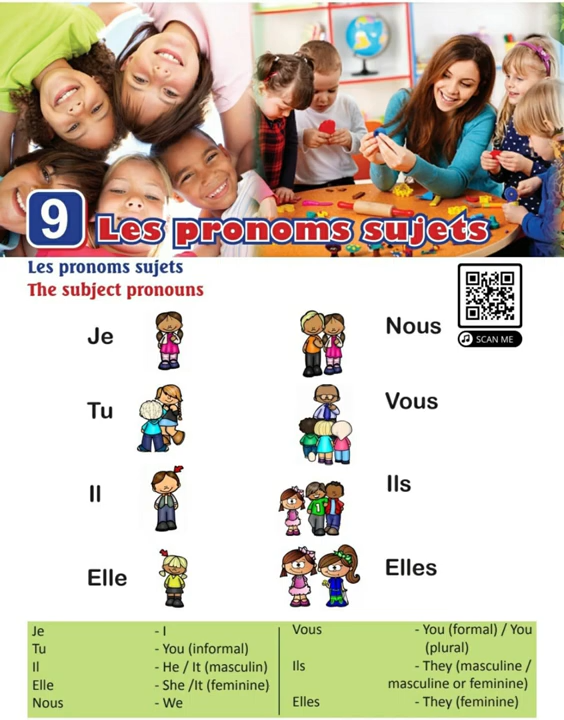 9 Les pronoms sujets
Les pronoms sujets
The subject pronouns
SCAN ME
Je
Nous
Tu
Vous
Il
Ils
1
Elle
Elles
Je - I
Tu - You (informal)
Il - He / It (masculin)
Elle - She /It (feminine)
Nous - We
Vous - You (formal) / You
(plural)
Ils - They (masculine /
masculine or feminine)
Elles - They (feminine)